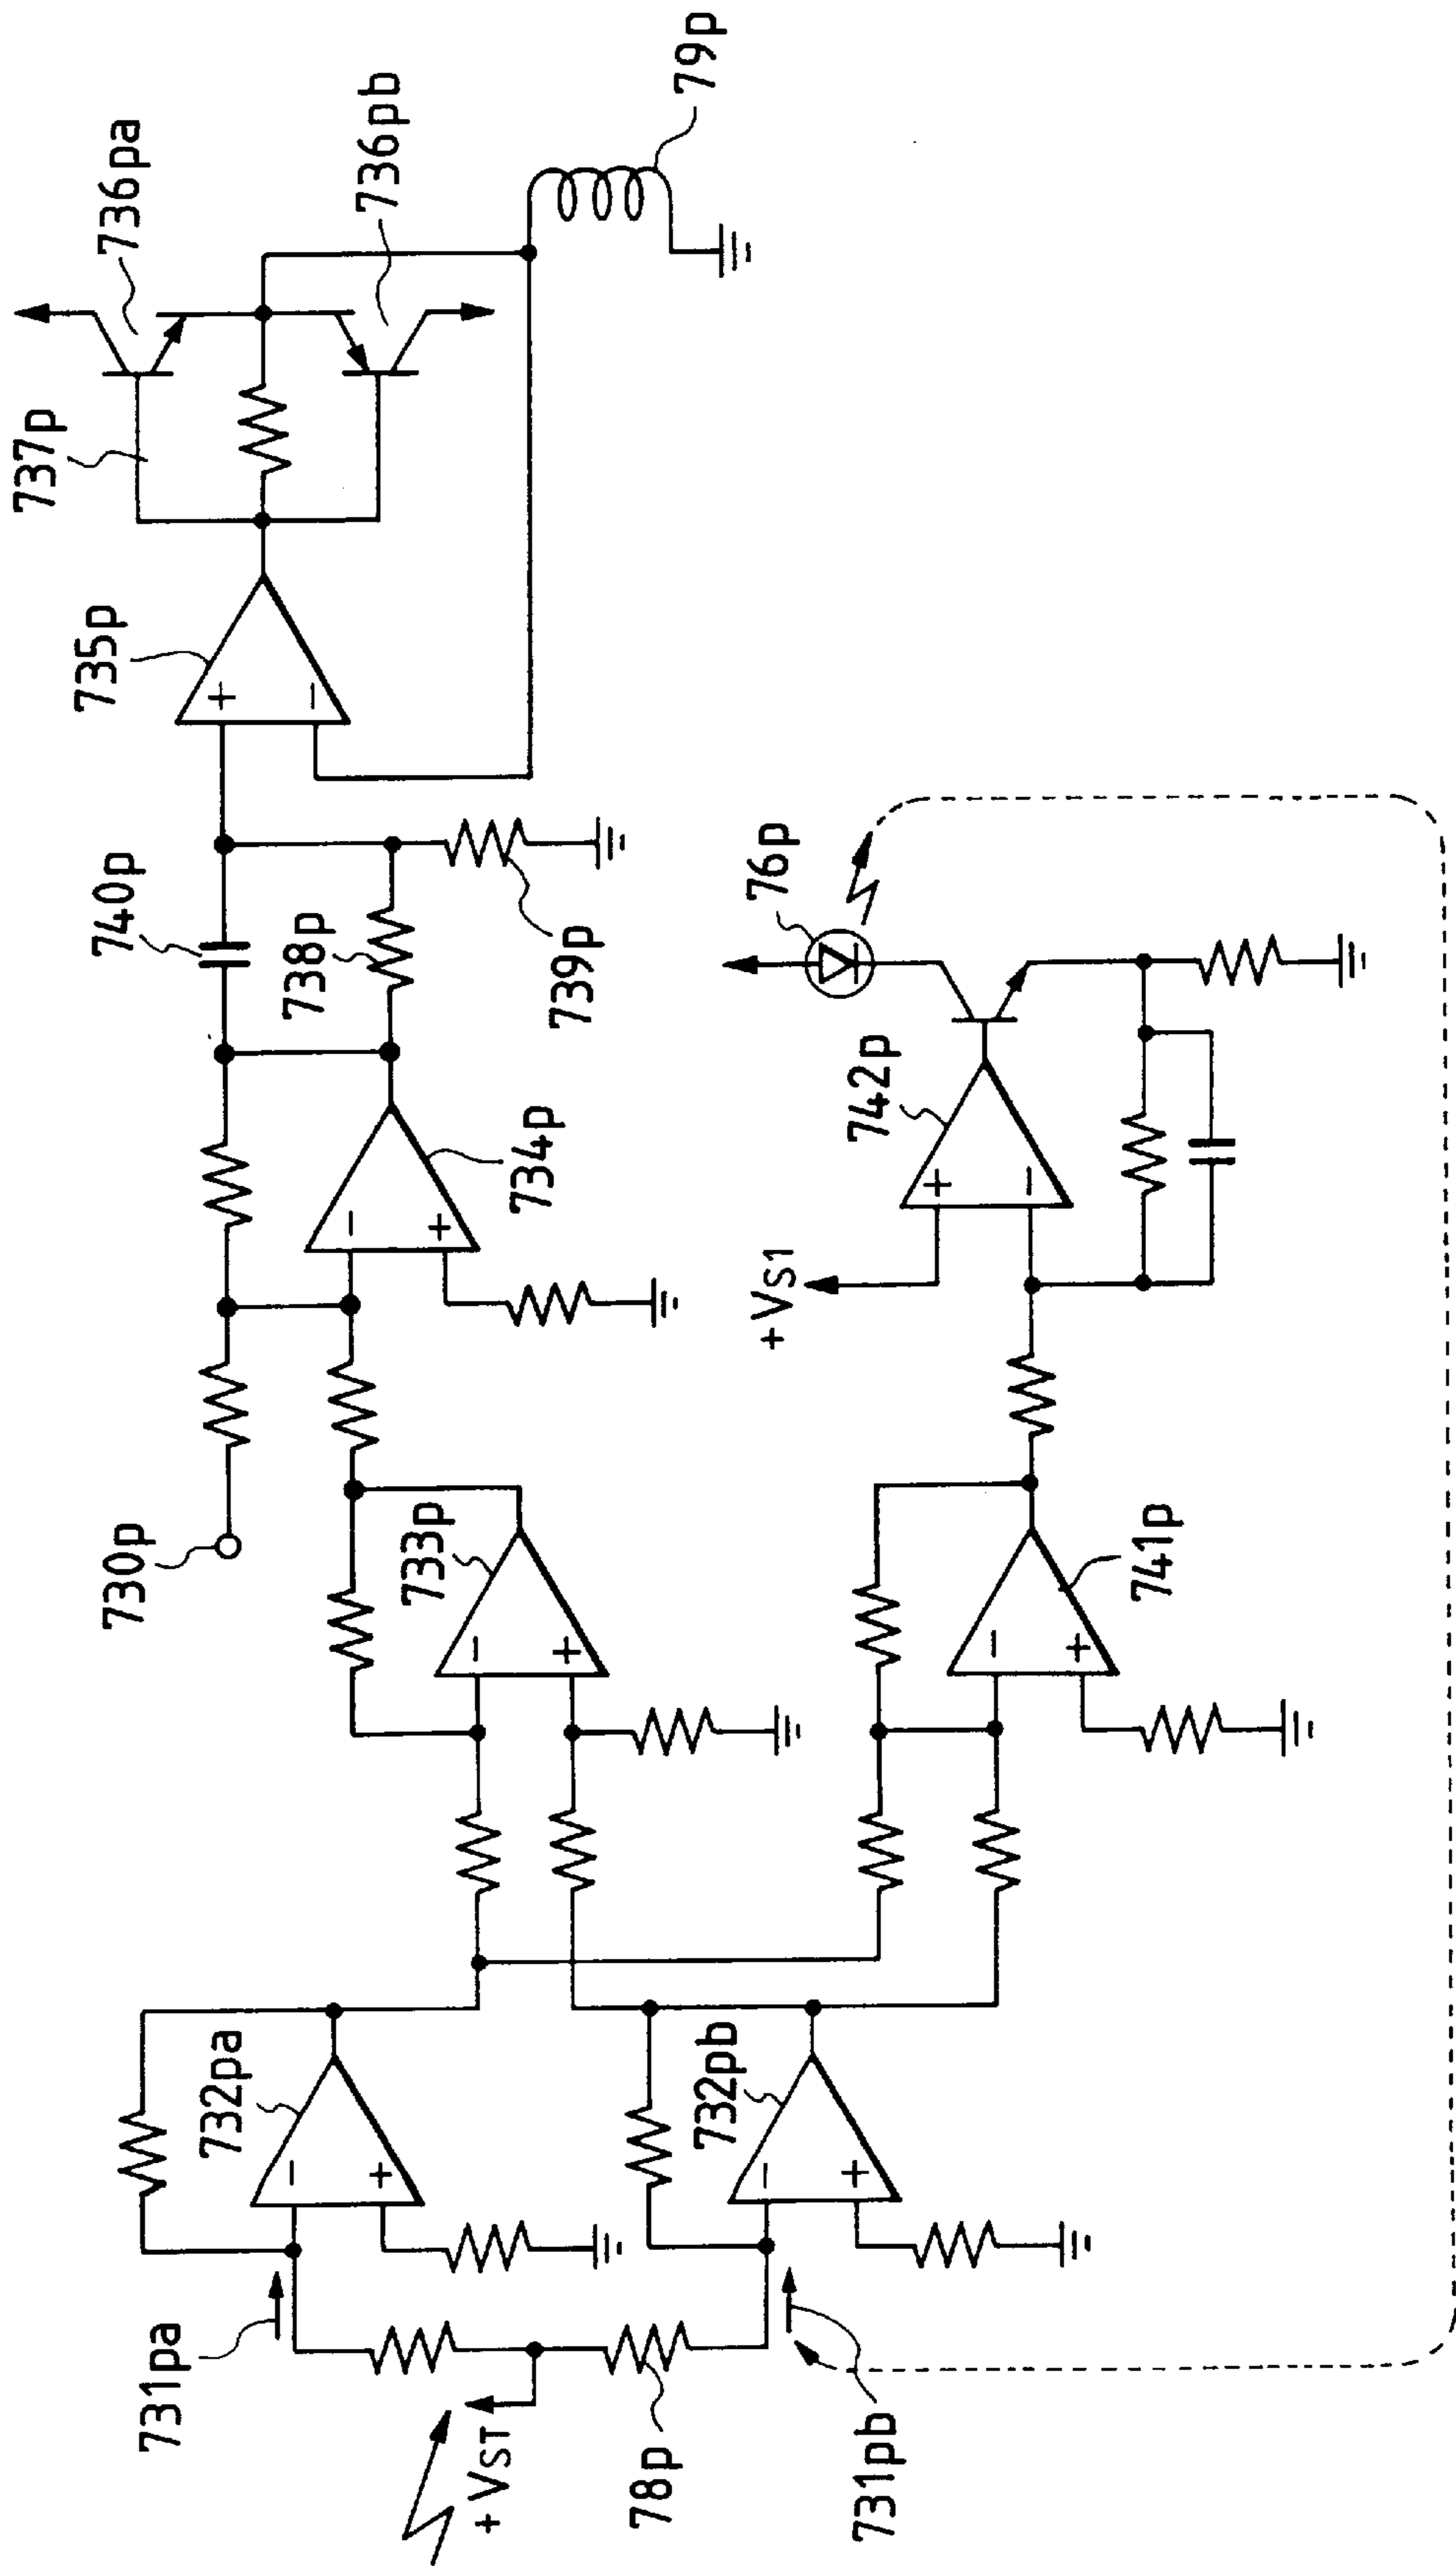 730p
740p
735p
737p
736pa
736pb
79p
738p
739p
734p
733p
731pa
732pa
+VST
78p
731pb
732pb
741p
+VS1
742p
76p
+
−
−
+
−
+
−
+
−
+
−
+
+
−